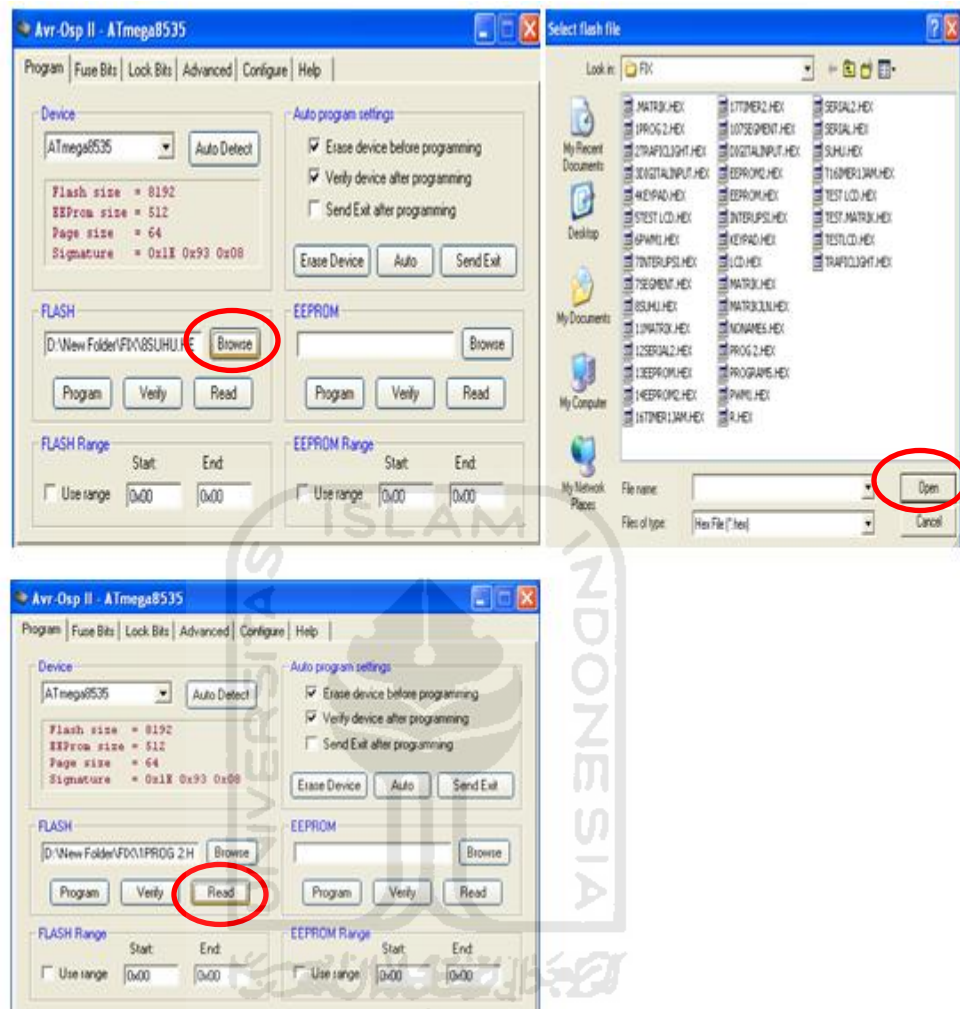 Avr-Osp II - ATmega8535
Program Fuse Bits Lock Bits Advanced Configure Help
Device
ATmega8535
Auto Detect
Flash size = 8192
EEProm size = 512
Page size = 64
Signature = 0x1E 0x93 0x08
Auto program settings
Erase device before programming
Verify device after programming
Send Exit after programming
Erase Device Auto Send Exit
FLASH
D:\New Folder\FIX\8SUHU.HE
Browse
Program Verify Read
EEPROM
Browse
Program Verify Read
FLASH Range
Start: End:
Use range 0x00 0x00
EEPROM Range
Start: End:
Use range 0x00 0x00
Select flash file
Look in: FIX
My Recent Documents
Desktop
My Documents
My Computer
My Network Places
.MATRIK.HEX
1PROG 2.HEX
2TRAFICLIGHT.HEX
3DIGITALINPUT.HEX
4KEYPAD.HEX
5TEST LCD.HEX
6PWM1.HEX
7INTERUPSI.HEX
7SEGMENT.HEX
8SUHU.HEX
11MATRIK.HEX
12SERIAL2.HEX
13EEPROM.HEX
14EEPROM2.HEX
16TIMER1JAM.HEX
17TIMER2.HEX
107SEGMENT.HEX
DIGITALINPUT.HEX
EEPROM2.HEX
EEPROM.HEX
INTERUPSI.HEX
KEYPAD.HEX
LCD.HEX
MATRIK.HEX
NONAME6.HEX
PROG 2.HEX
PROGRAM5.HEX
PWM1.HEX
R.HEX
SERIAL2.HEX
SERIAL.HEX
SUHU.HEX
T16IMER1JAM.HEX
TEST LCD.HEX
TEST.MATRIK.HEX
TESTLCD.HEX
TRAFICLIGHT.HEX
File name: Open
Files of type: Hex File (*.hex) Cancel
Avr-Osp II - ATmega8535
Program Fuse Bits Lock Bits Advanced Configure Help
Device
ATmega8535
Auto Detect
Flash size = 8192
EEProm size = 512
Page size = 64
Signature = 0x1E 0x93 0x08
Auto program settings
Erase device before programming
Verify device after programming
Send Exit after programming
Erase Device Auto Send Exit
FLASH
D:\New Folder\FIX\1PROG 2.H
Browse
Program Verify Read
EEPROM
Browse
Program Verify Read
FLASH Range
Start: End:
Use range 0x00 0x00
EEPROM Range
Start: End:
Use range 0x00 0x00
UNIVERSITAS ISLAM INDONESIA